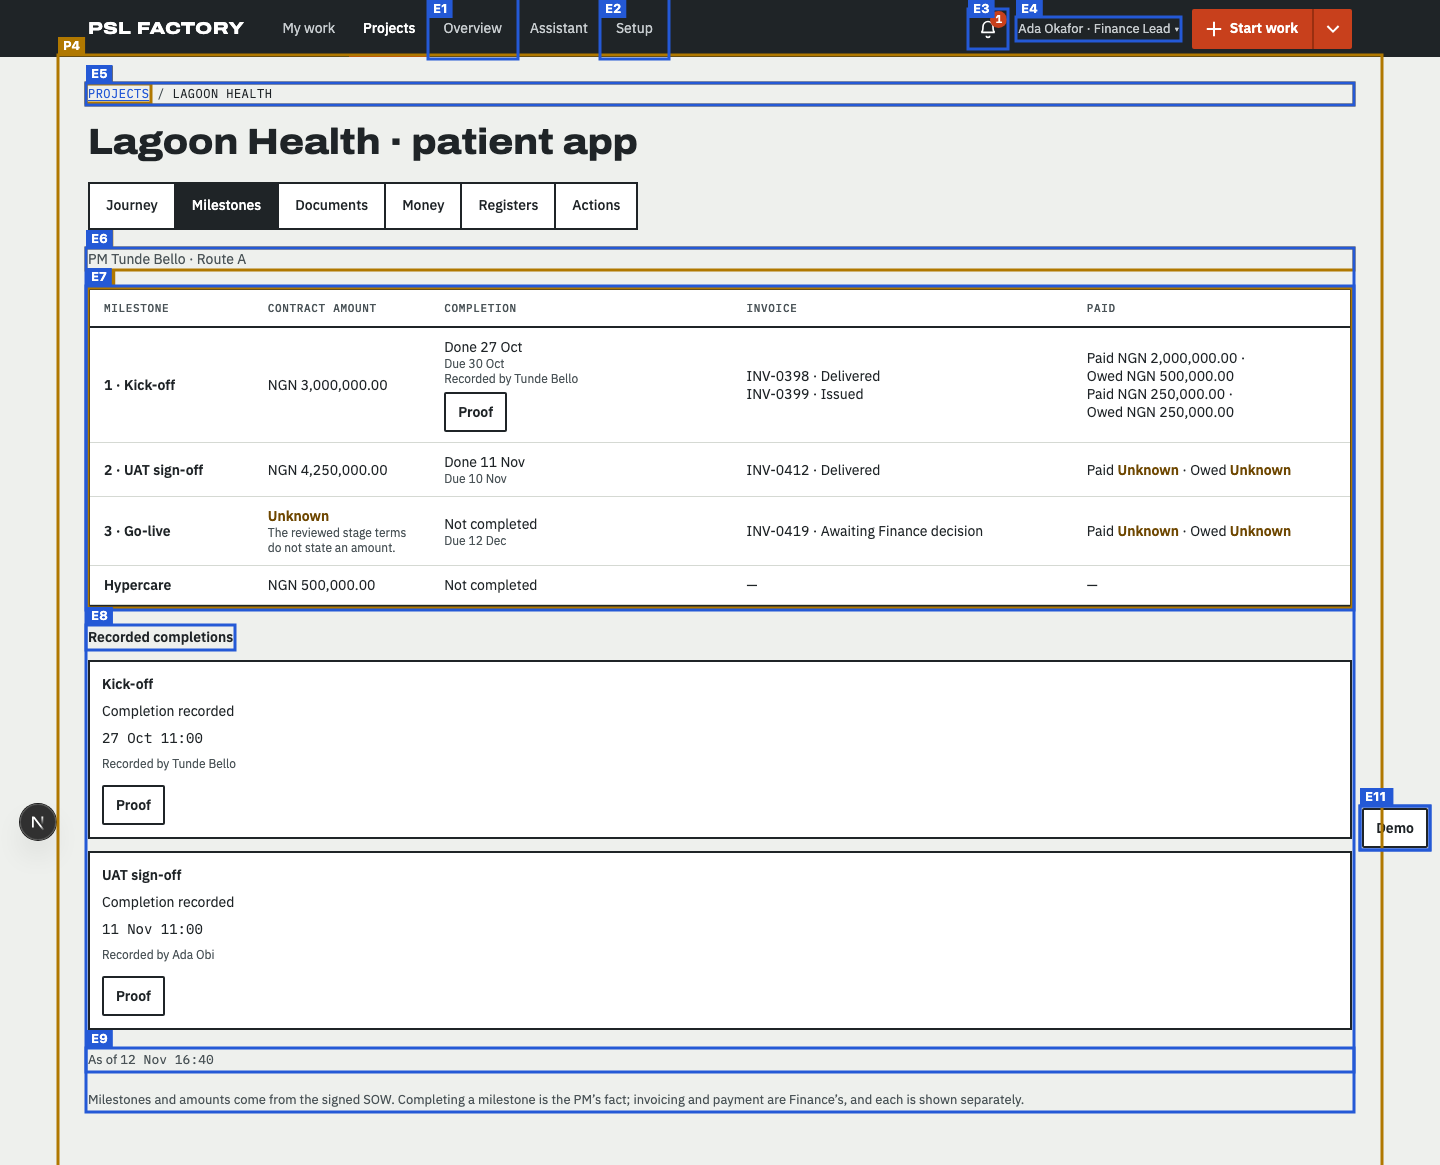 PSL FACTORY
My work
Projects
E1
Overview
Assistant
E2
Setup
E3
1
E4
Ada Okafor · Finance Lead ▾
Start work
P4
E5
PROJECTS / LAGOON HEALTH
Lagoon Health · patient app
Journey
Milestones
Documents
Money
Registers
Actions
E6
PM Tunde Bello · Route A
E7
MILESTONE
CONTRACT AMOUNT
COMPLETION
INVOICE
PAID
1 · Kick-off
NGN 3,000,000.00
Done 27 Oct
Due 30 Oct
Recorded by Tunde Bello
Proof
INV-0398 · Delivered
INV-0399 · Issued
Paid NGN 2,000,000.00 ·
Owed NGN 500,000.00
Paid NGN 250,000.00 ·
Owed NGN 250,000.00
2 · UAT sign-off
NGN 4,250,000.00
Done 11 Nov
Due 10 Nov
INV-0412 · Delivered
Paid Unknown · Owed Unknown
3 · Go-live
Unknown
The reviewed stage terms
do not state an amount.
Not completed
Due 12 Dec
INV-0419 · Awaiting Finance decision
Paid Unknown · Owed Unknown
Hypercare
NGN 500,000.00
Not completed
—
—
E8
Recorded completions
Kick-off
Completion recorded
27 Oct 11:00
Recorded by Tunde Bello
Proof
N
E11
Demo
UAT sign-off
Completion recorded
11 Nov 11:00
Recorded by Ada Obi
Proof
E9
As of 12 Nov 16:40
Milestones and amounts come from the signed SOW. Completing a milestone is the PM's fact; invoicing and payment are Finance's, and each is shown separately.